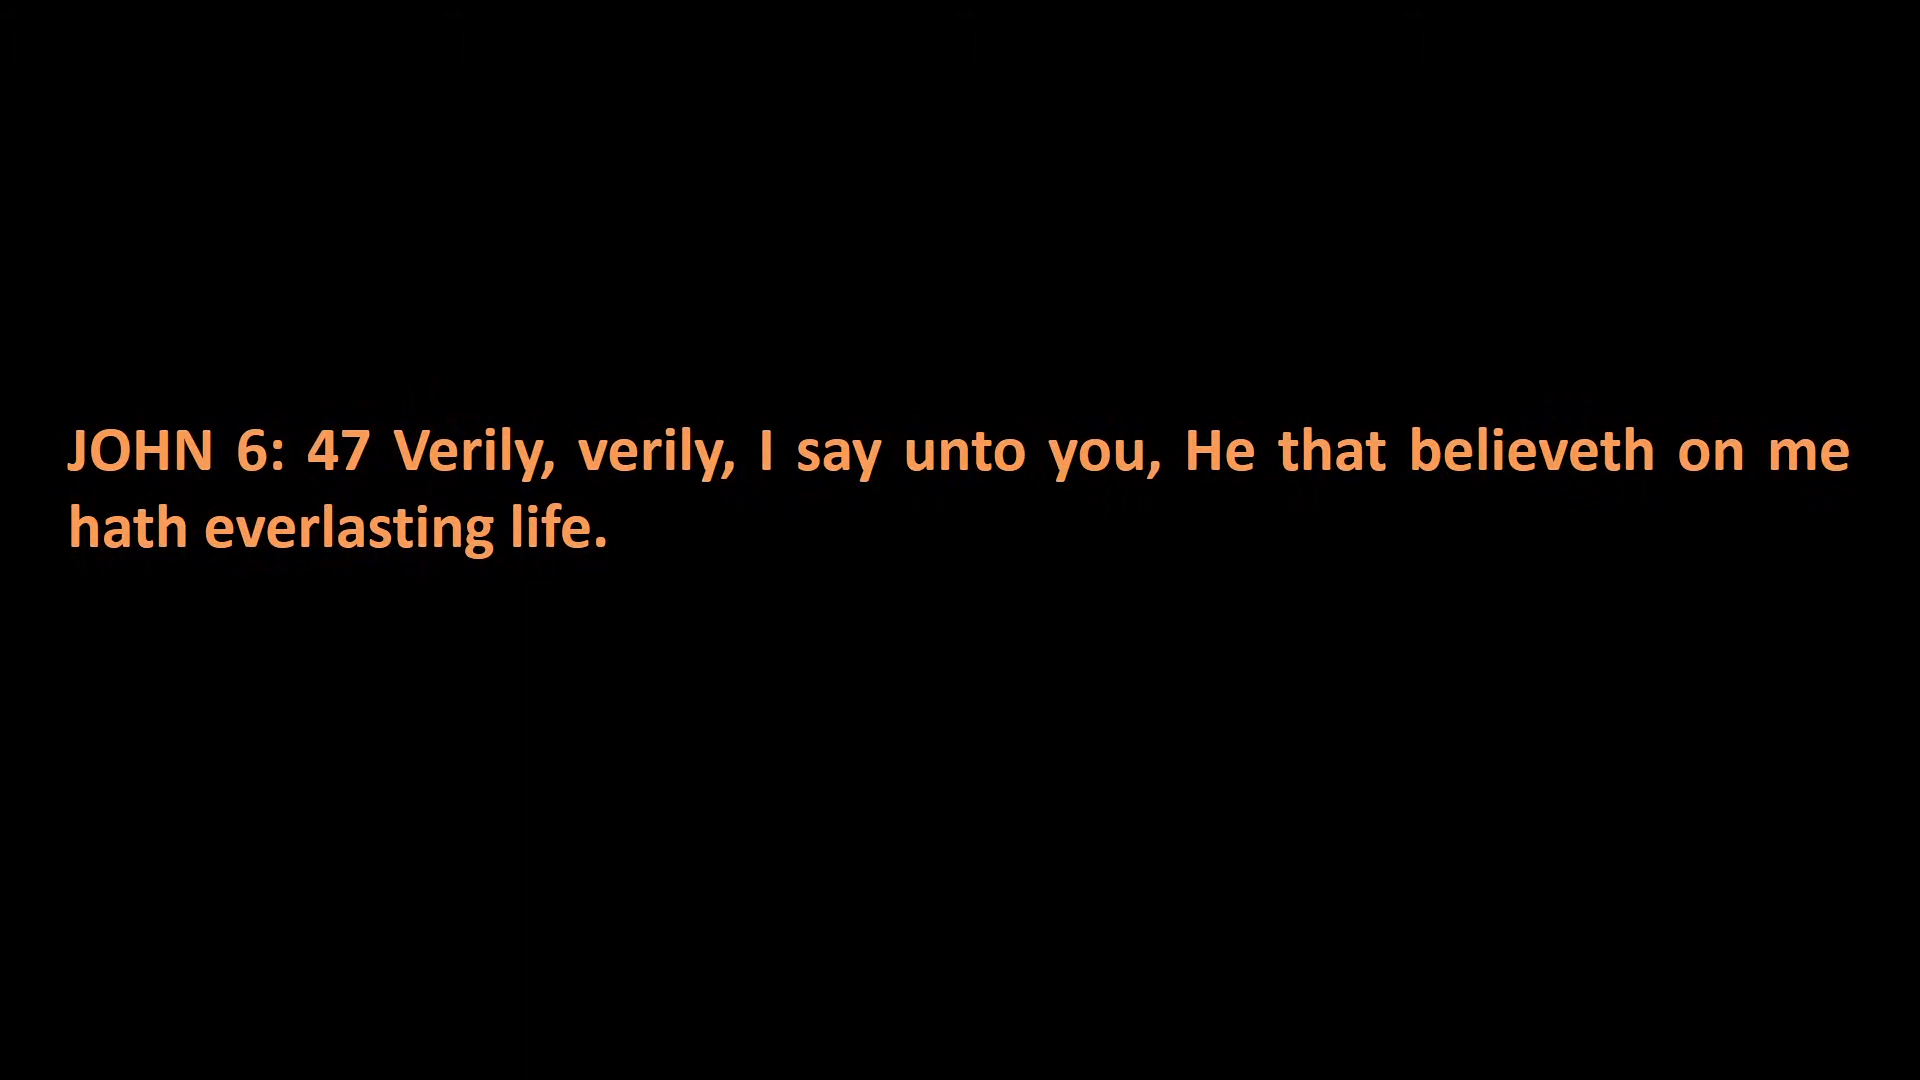 JOHN 6: 47 Verily, verily, I say unto you, He that believeth on me
hath everlasting life.